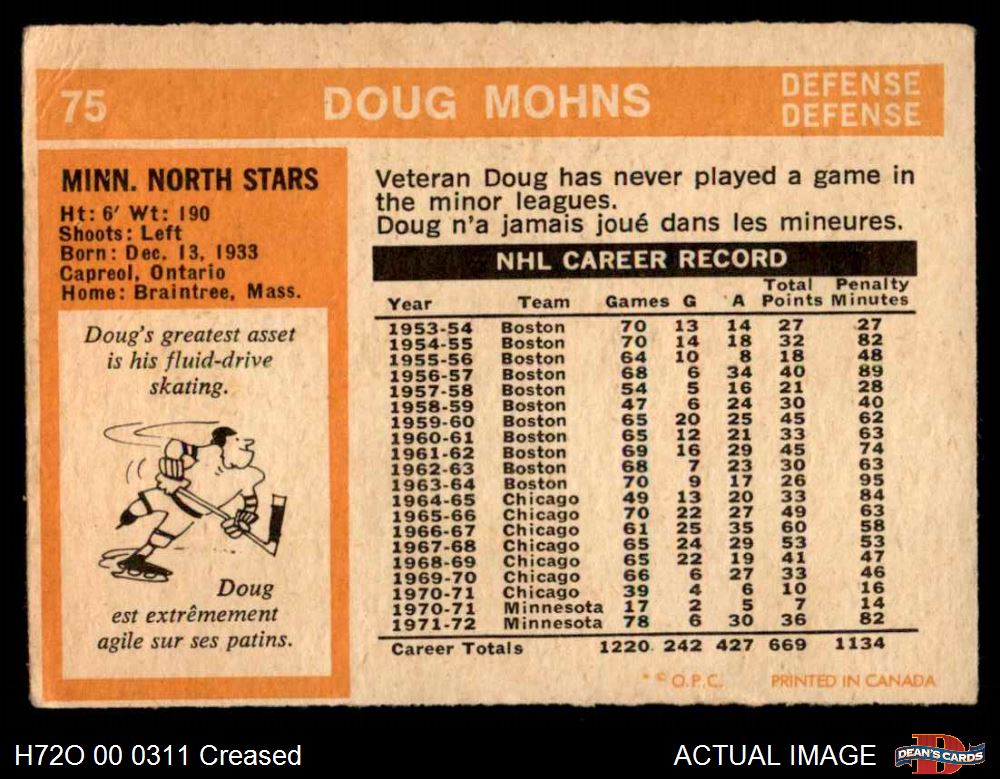 75 DOUG MOHNS DEFENSE
DEFENSE
MINN. NORTH STARS
Ht: 6' Wt: 190
Shoots: Left
Born: Dec. 13, 1933
Capreol, Ontario
Home: Braintree, Mass.
Doug's greatest asset
is his fluid-drive
skating.
Doug
est extrêmement
agile sur ses patins.
Veteran Doug has never played a game in
the minor leagues.
Doug n'a jamais joué dans les mineures.
NHL CAREER RECORD
Total Penalty
Year Team Games G A Points Minutes
1953-54 Boston 70 13 14 27 27
1954-55 Boston 70 14 18 32 82
1955-56 Boston 64 10 8 18 48
1956-57 Boston 68 6 34 40 89
1957-58 Boston 54 5 16 21 28
1958-59 Boston 47 6 24 30 40
1959-60 Boston 65 20 25 45 62
1960-61 Boston 65 12 21 33 63
1961-62 Boston 69 16 29 45 74
1962-63 Boston 68 7 23 30 63
1963-64 Boston 70 9 17 26 95
1964-65 Chicago 49 13 20 33 84
1965-66 Chicago 70 22 27 49 63
1966-67 Chicago 61 25 35 60 58
1967-68 Chicago 65 24 29 53 53
1968-69 Chicago 65 22 19 41 47
1969-70 Chicago 66 6 27 33 46
1970-71 Chicago 39 4 6 10 16
1970-71 Minnesota 17 2 5 7 14
1971-72 Minnesota 78 6 30 36 82
Career Totals 1220 242 427 669 1134
* © O.P.C. PRINTED IN CANADA
H72O 00 0311 Creased ACTUAL IMAGE DEAN'S CARDS